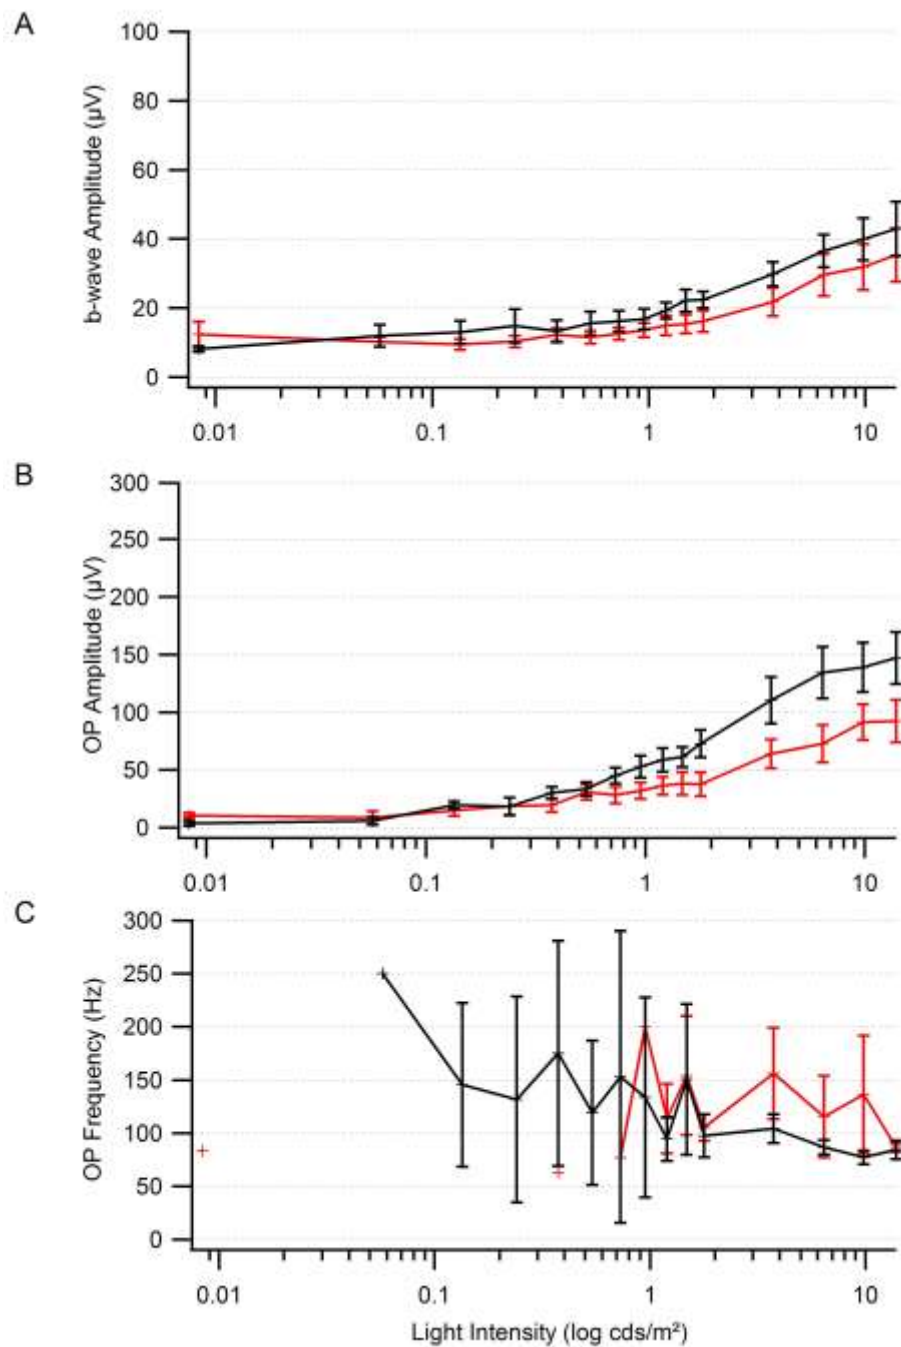 A
100
80
60
40
20
0
b-wave Amplitude (µV)
0.01 0.1 1 10
B
300
250
200
150
100
50
0
OP Amplitude (µV)
0.01 0.1 1 10
C
300
250
200
150
100
50
0
OP Frequency (Hz)
0.01 0.1 1 10
Light Intensity (log cds/m²)